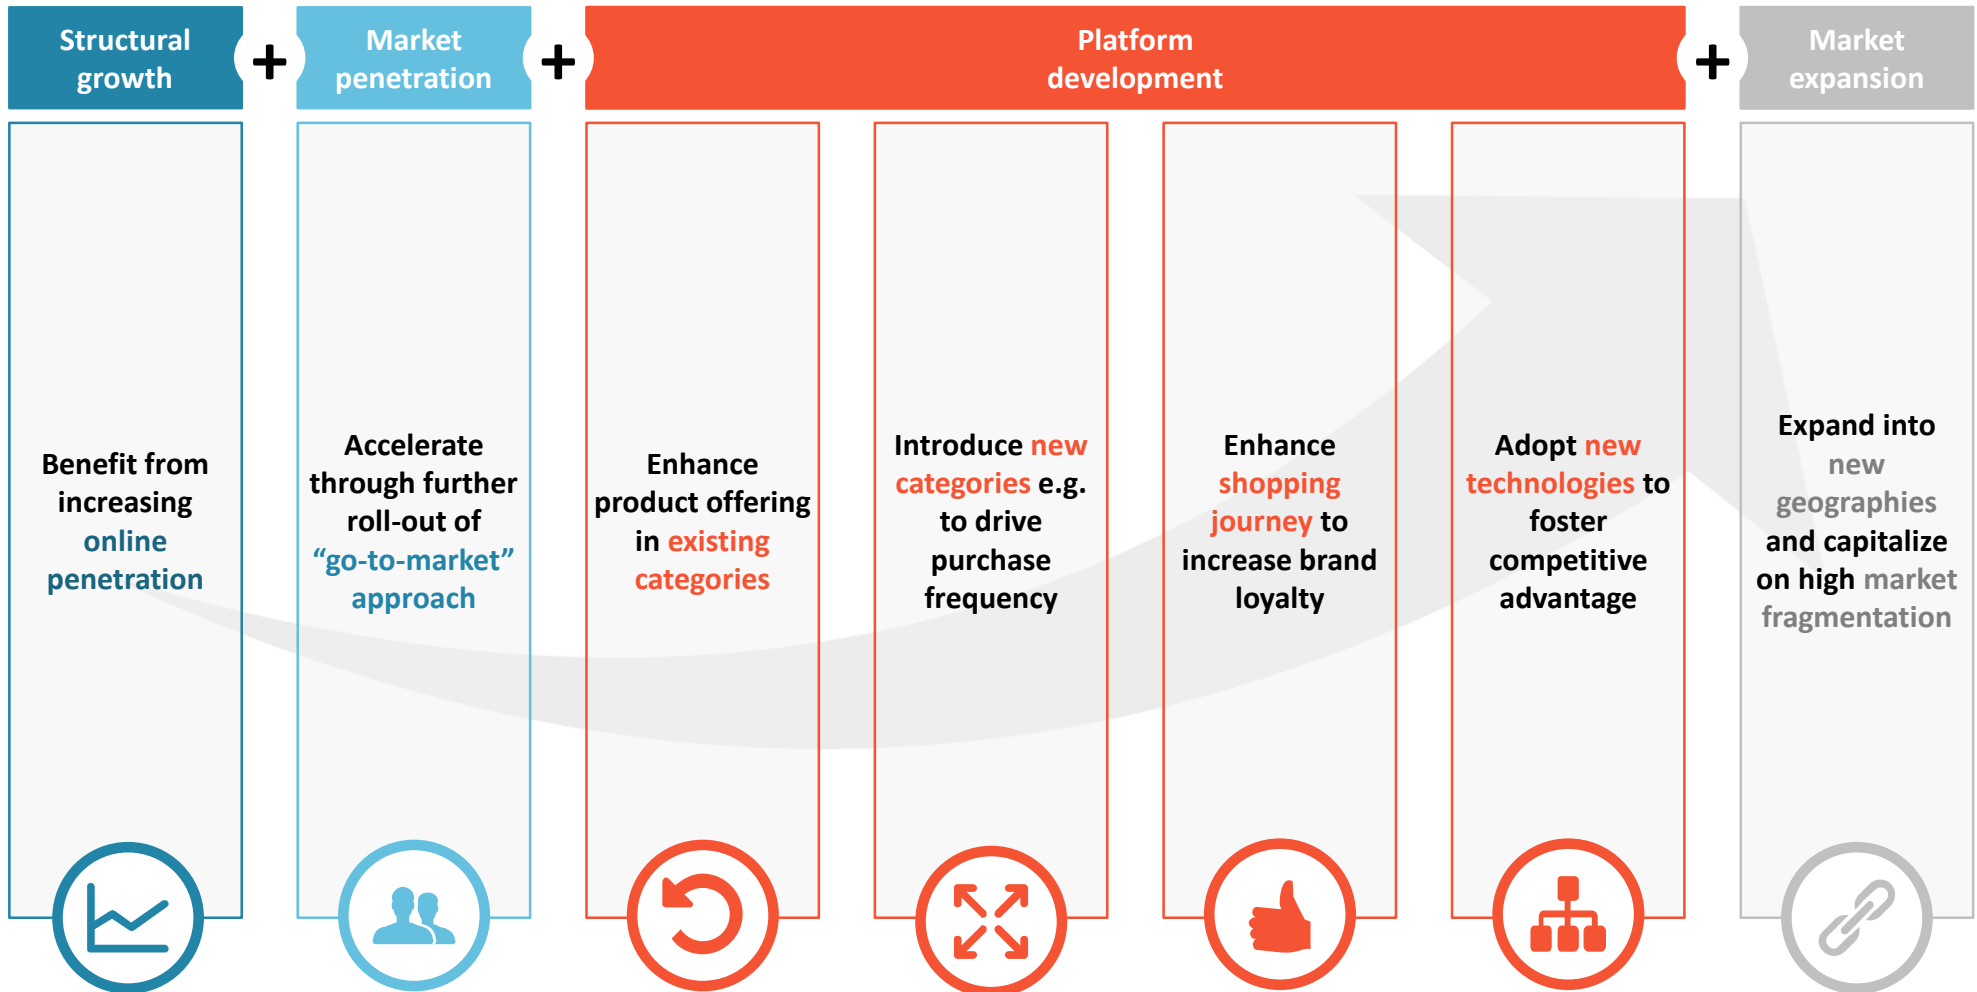 Structural
growth
+
Market
penetration
+
Platform
development
+
Market
expansion
Benefit from
increasing
online
penetration
Accelerate
through further
roll-out of
“go-to-market”
approach
Enhance
product offering
in existing
categories
Introduce new
categories e.g.
to drive
purchase
frequency
Enhance
shopping
journey to
increase brand
loyalty
Adopt new
technologies to
foster
competitive
advantage
Expand into
new
geographies
and capitalize
on high market
fragmentation